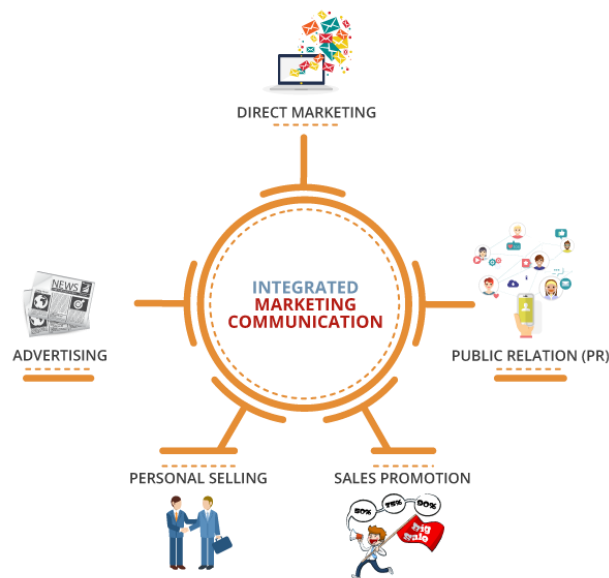 DIRECT MARKETING
INTEGRATED
MARKETING
COMMUNICATION
NEWS
ADVERTISING
PUBLIC RELATION (PR)
PERSONAL SELLING
SALES PROMOTION
50%
75%
90%
Big
Sale